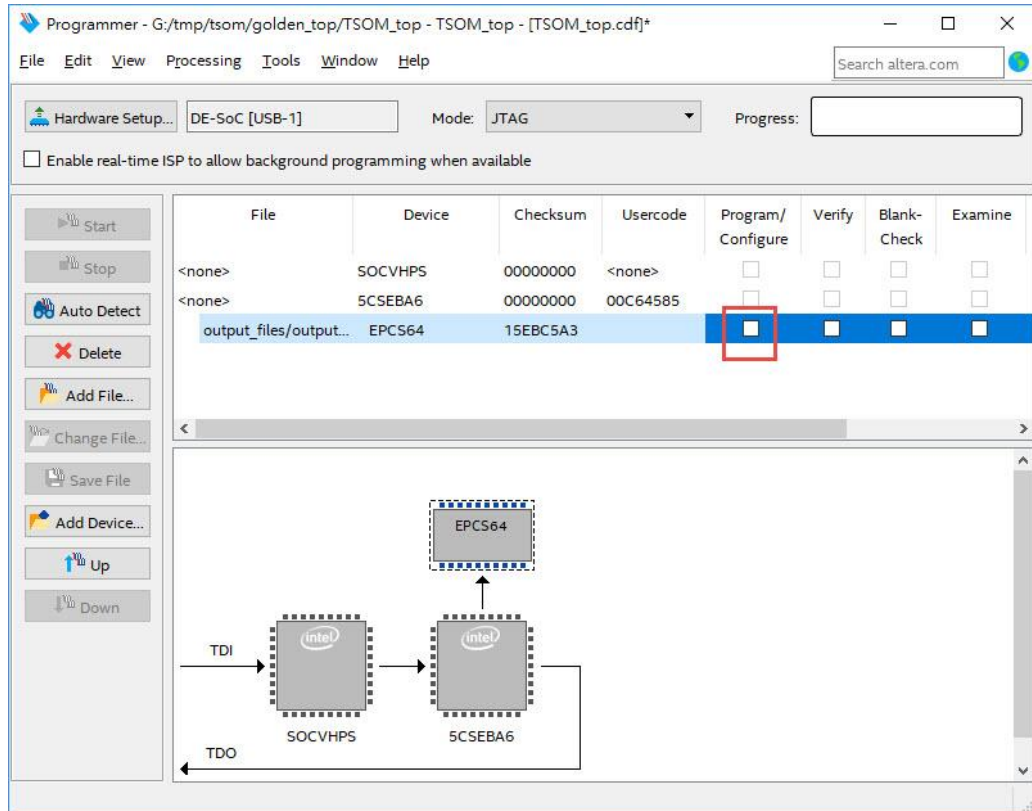 Programmer - G:/tmp/tsom/golden_top/TSOM_top - TSOM_top - [TSOM_top.cdf]*
File Edit View Processing Tools Window Help
Search altera.com
Hardware Setup... DE-SoC [USB-1] Mode: JTAG Progress:
Enable real-time ISP to allow background programming when available
Start
Stop
Auto Detect
Delete
Add File...
Change File...
Save File
Add Device...
Up
Down
File Device Checksum Usercode Program/ Configure Verify Blank- Check Examine
<none> SOCVHPS 00000000 <none>
<none> 5CSEBA6 00000000 00C64585
output_files/output... EPCS64 15EBC5A3
EPCS64
TDI
intel
intel
SOCVHPS
5CSEBA6
TDO